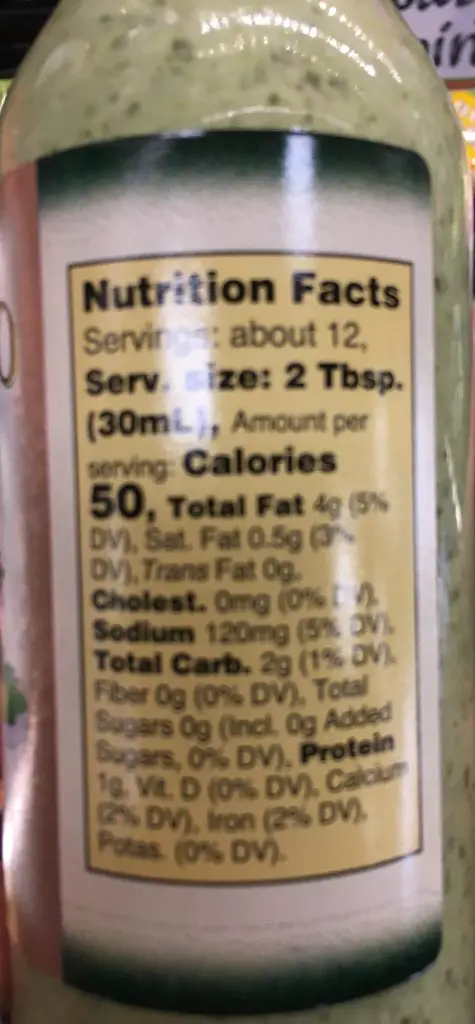 Nutrition Facts
Servings: about 12,
Serv. size: 2 Tbsp.
(30mL), Amount per
serving: Calories
50, Total Fat 4g (5%
DV), Sat. Fat 0.5g (3%
DV), Trans Fat 0g,
Cholest. 0mg (0% DV),
Sodium 120mg (5% DV),
Total Carb. 2g (1% DV),
Fiber 0g (0% DV), Total
Sugars 0g (Incl. 0g Added
Sugars, 0% DV), Protein
1g, Vit. D (0% DV), Calcium
(2% DV), Iron (2% DV),
Potas. (0% DV).